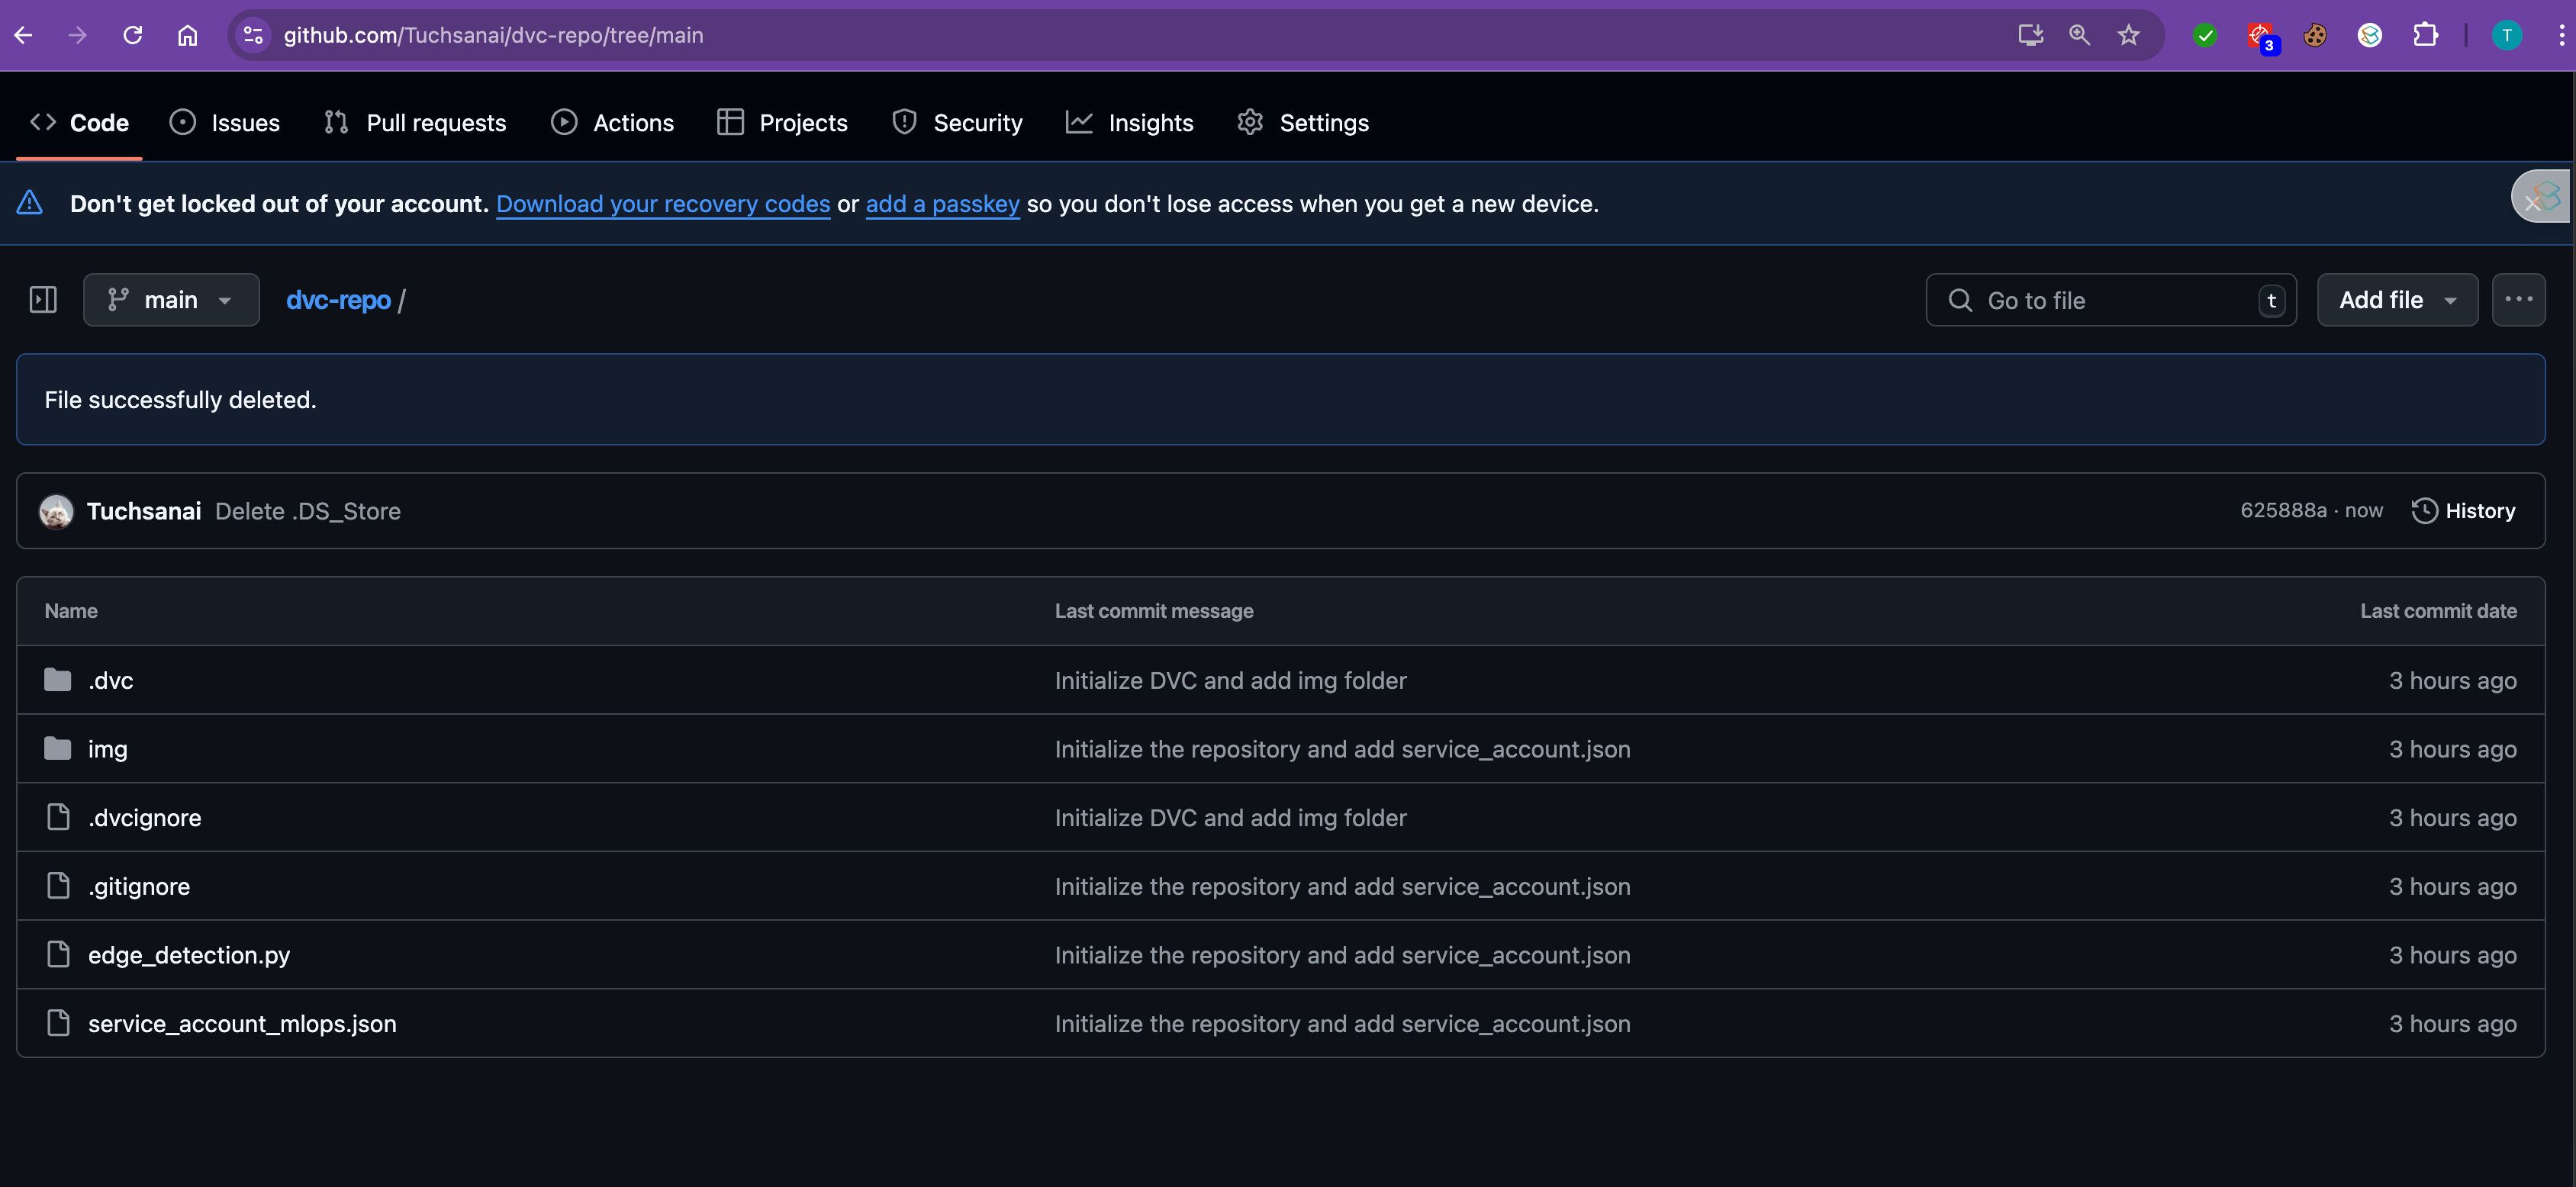 github.com/Tuchsanai/dvc-repo/tree/main
3
T
Code Issues Pull requests Actions Projects Security Insights Settings
Don't get locked out of your account. Download your recovery codes or add a passkey so you don't lose access when you get a new device.
main dvc-repo / Go to file t Add file
File successfully deleted.
Tuchsanai Delete .DS_Store 625888a · now History
Name Last commit message Last commit date
.dvc Initialize DVC and add img folder 3 hours ago
img Initialize the repository and add service_account.json 3 hours ago
.dvcignore Initialize DVC and add img folder 3 hours ago
.gitignore Initialize the repository and add service_account.json 3 hours ago
edge_detection.py Initialize the repository and add service_account.json 3 hours ago
service_account_mlops.json Initialize the repository and add service_account.json 3 hours ago